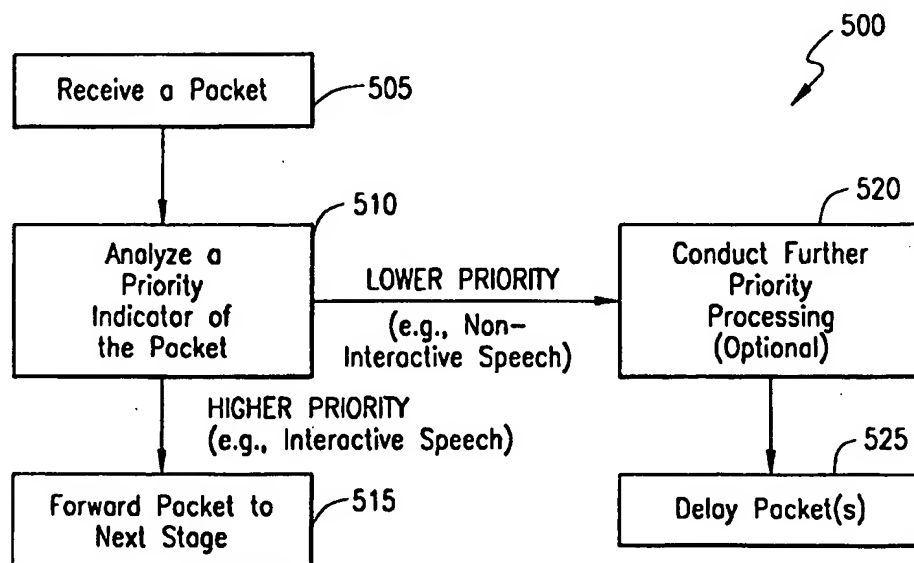 500
Receive a Packet
505
510
Analyze a
Priority
Indicator of
the Packet
LOWER PRIORITY
(e.g., Non-
Interactive Speech)
520
Conduct Further
Priority
Processing
(Optional)
HIGHER PRIORITY
(e.g., Interactive Speech)
Forward Packet to
Next Stage
515
525
Delay Packet(s)